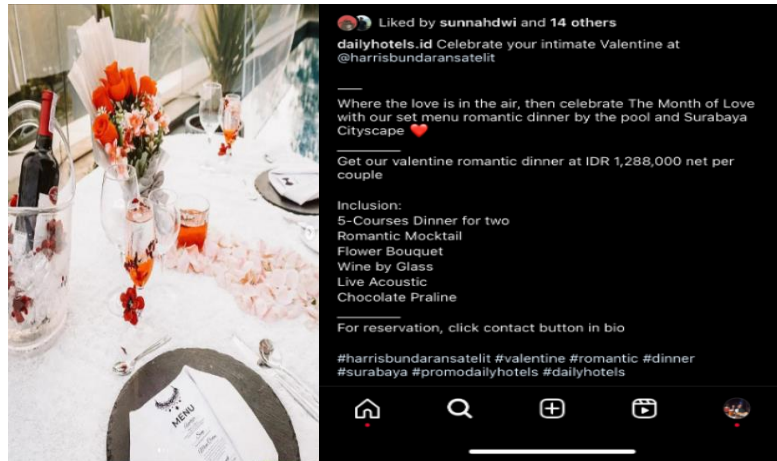 MENU
Liked by sunnahdwi and 14 others
dailyhotels.id Celebrate your intimate Valentine at
@harrisbundaransatelit
Where the love is in the air, then celebrate The Month of Love
with our set menu romantic dinner by the pool and Surabaya
Cityscape ❤️
Get our valentine romantic dinner at IDR 1,288,000 net per
couple
Inclusion:
5-Courses Dinner for two
Romantic Mocktail
Flower Bouquet
Wine by Glass
Live Acoustic
Chocolate Praline
For reservation, click contact button in bio
#harrisbundaransatelit #valentine #romantic #dinner
#surabaya #promodailyhotels #dailyhotels